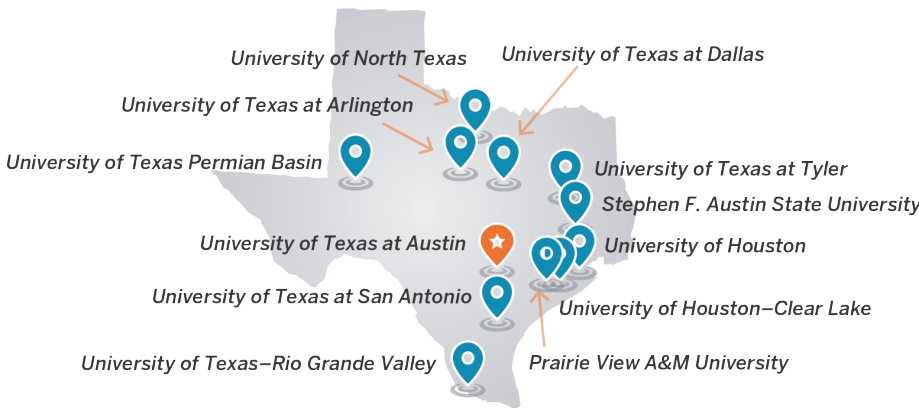 University of North Texas
University of Texas at Dallas
University of Texas at Arlington
University of Texas Permian Basin
University of Texas at Tyler
Stephen F. Austin State University
University of Texas at Austin
University of Houston
University of Texas at San Antonio
University of Houston–Clear Lake
University of Texas–Rio Grande Valley
Prairie View A&M University